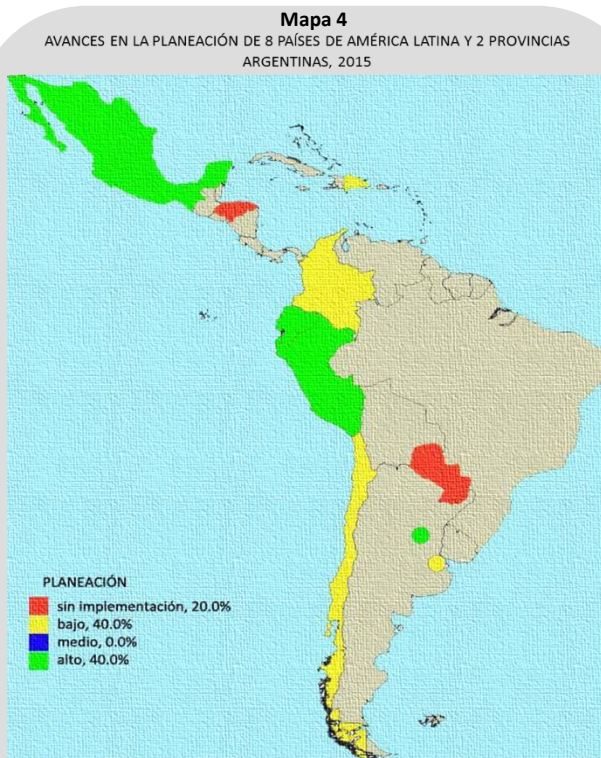 Mapa 4
AVANCES EN LA PLANEACIÓN DE 8 PAÍSES DE AMÉRICA LATINA Y 2 PROVINCIAS
ARGENTINAS, 2015
PLANEACIÓN
sin implementación, 20.0%
bajo, 40.0%
medio, 0.0%
alto, 40.0%